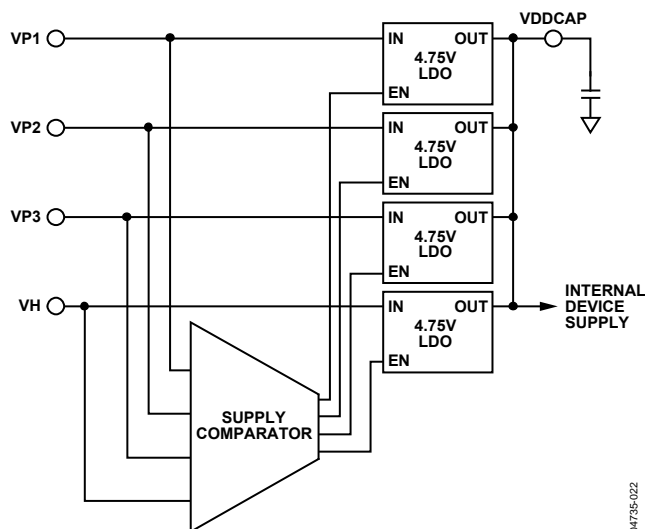 VP1
VP2
VP3
VH
IN OUT
4.75V
LDO
EN
IN OUT
4.75V
LDO
EN
IN OUT
4.75V
LDO
EN
IN OUT
4.75V
LDO
EN
VDDCAP
INTERNAL
DEVICE
SUPPLY
SUPPLY
COMPARATOR
04735-022